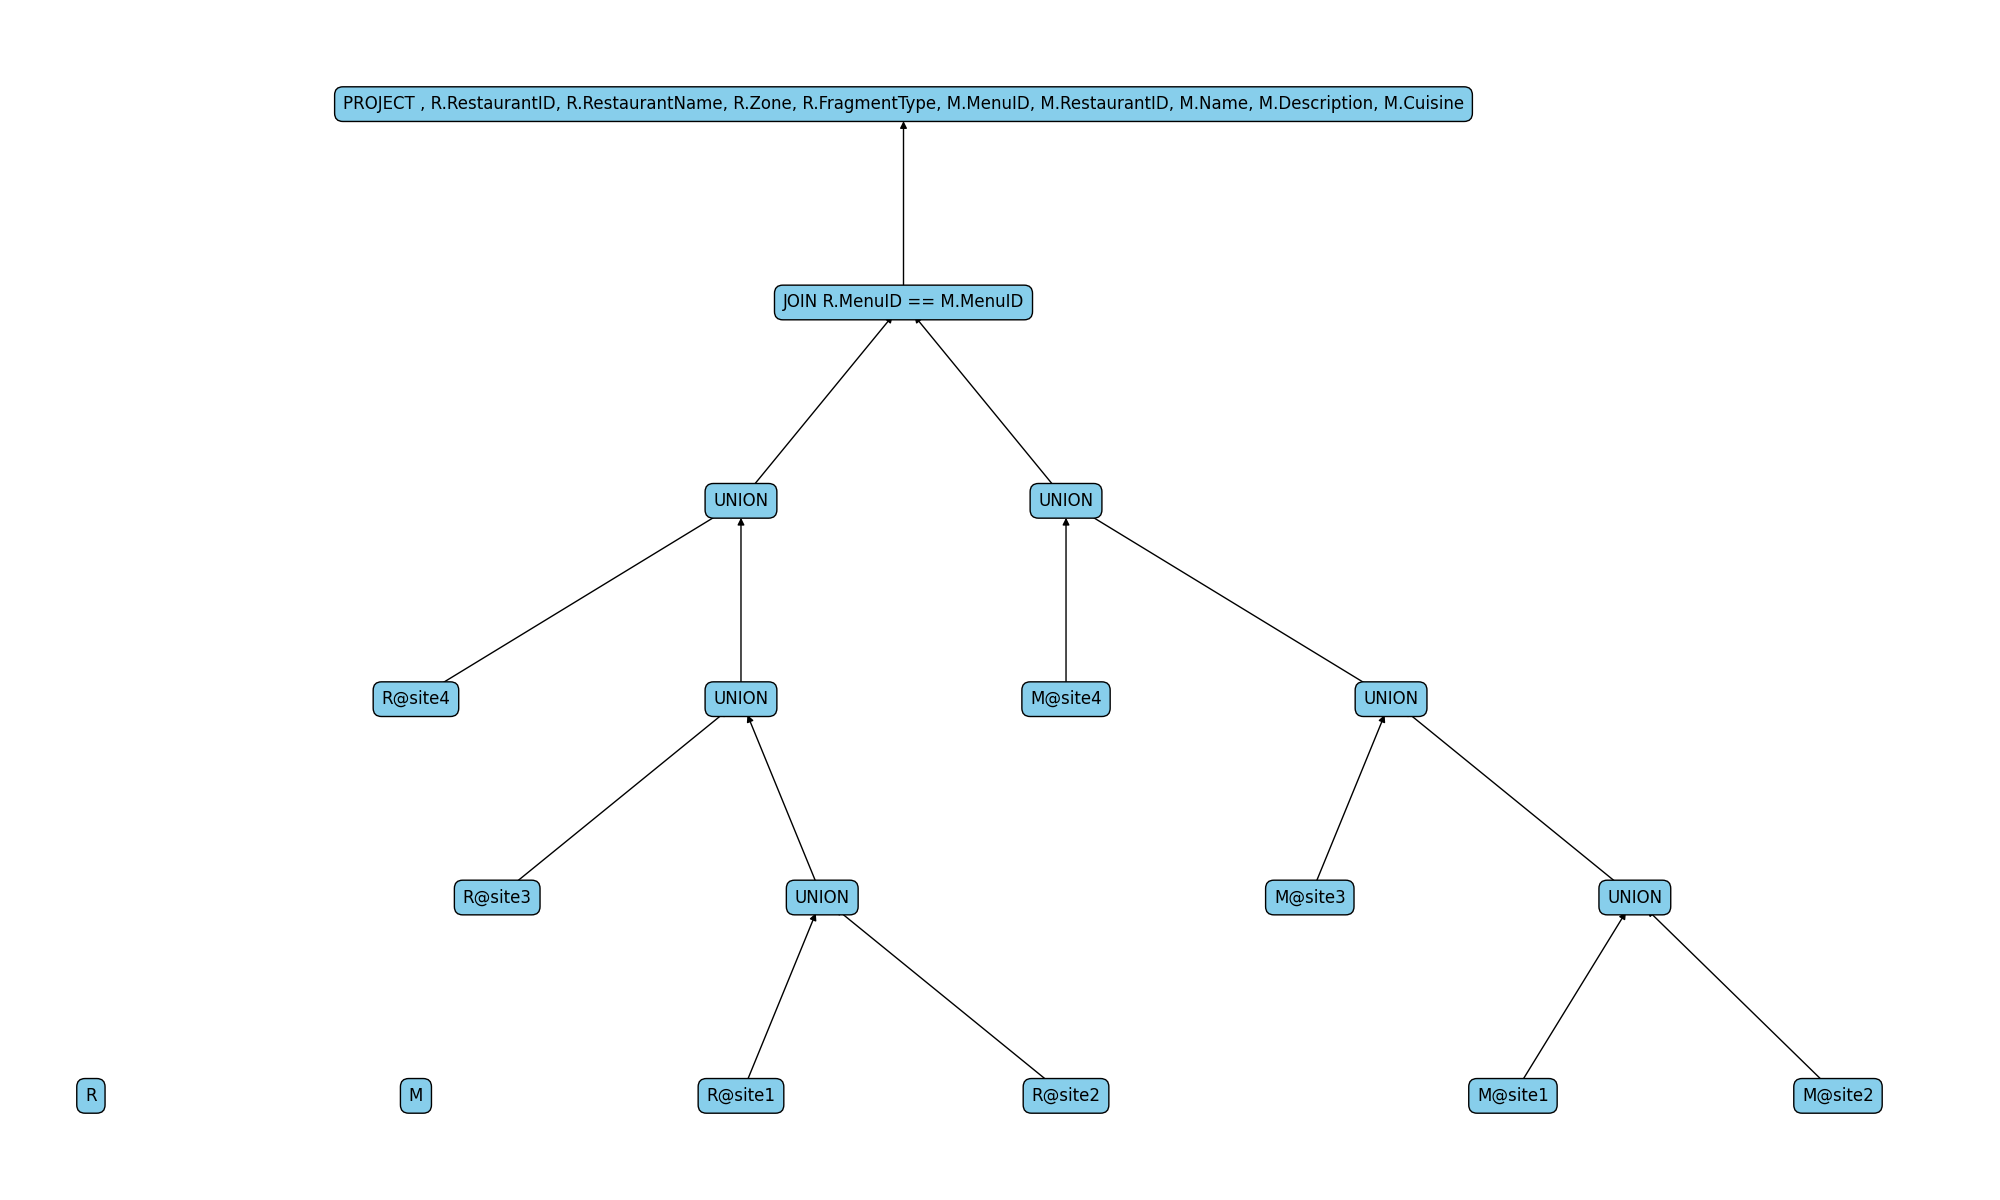 PROJECT , R.RestaurantID, R.RestaurantName, R.Zone, R.FragmentType, M.MenuID, M.RestaurantID, M.Name, M.Description, M.Cuisine
JOIN R.MenuID == M.MenuID
UNION
UNION
R@site4
UNION
M@site4
UNION
R@site3
UNION
M@site3
UNION
R
M
R@site1
R@site2
M@site1
M@site2